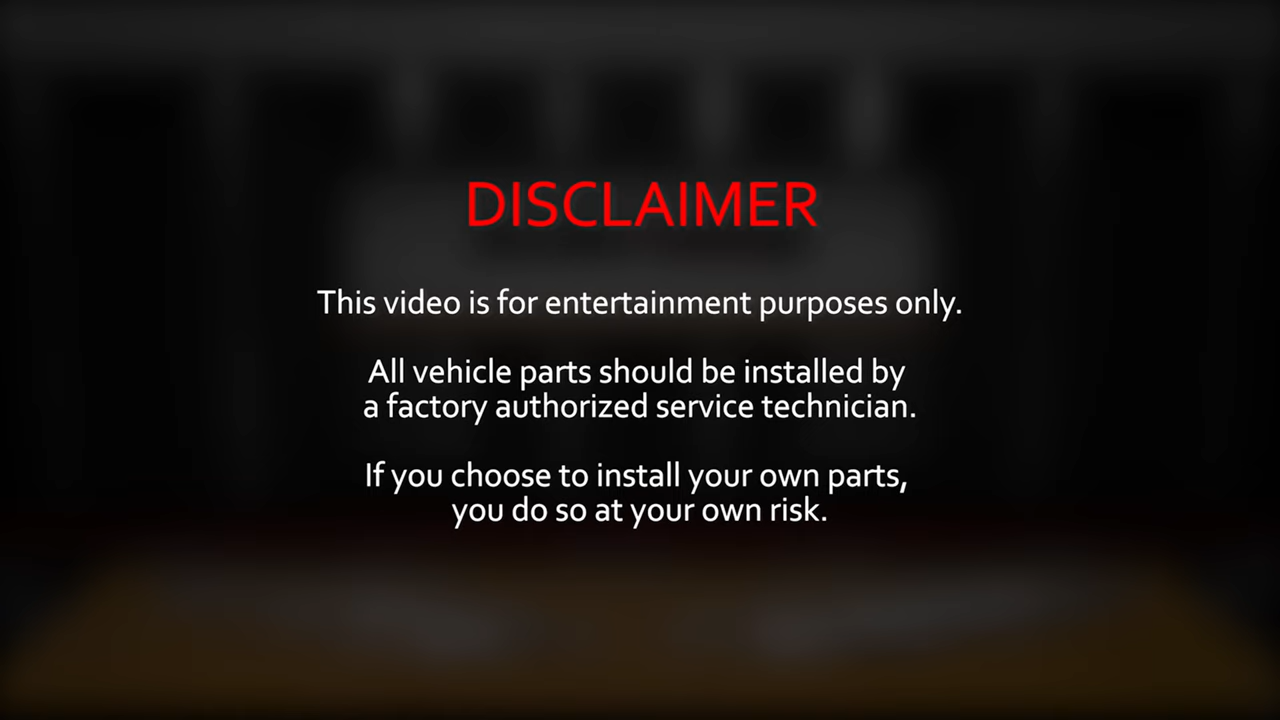 DISCLAIMER
This video is for entertainment purposes only.
All vehicle parts should be installed by
a factory authorized service technician.
If you choose to install your own parts,
you do so at your own risk.